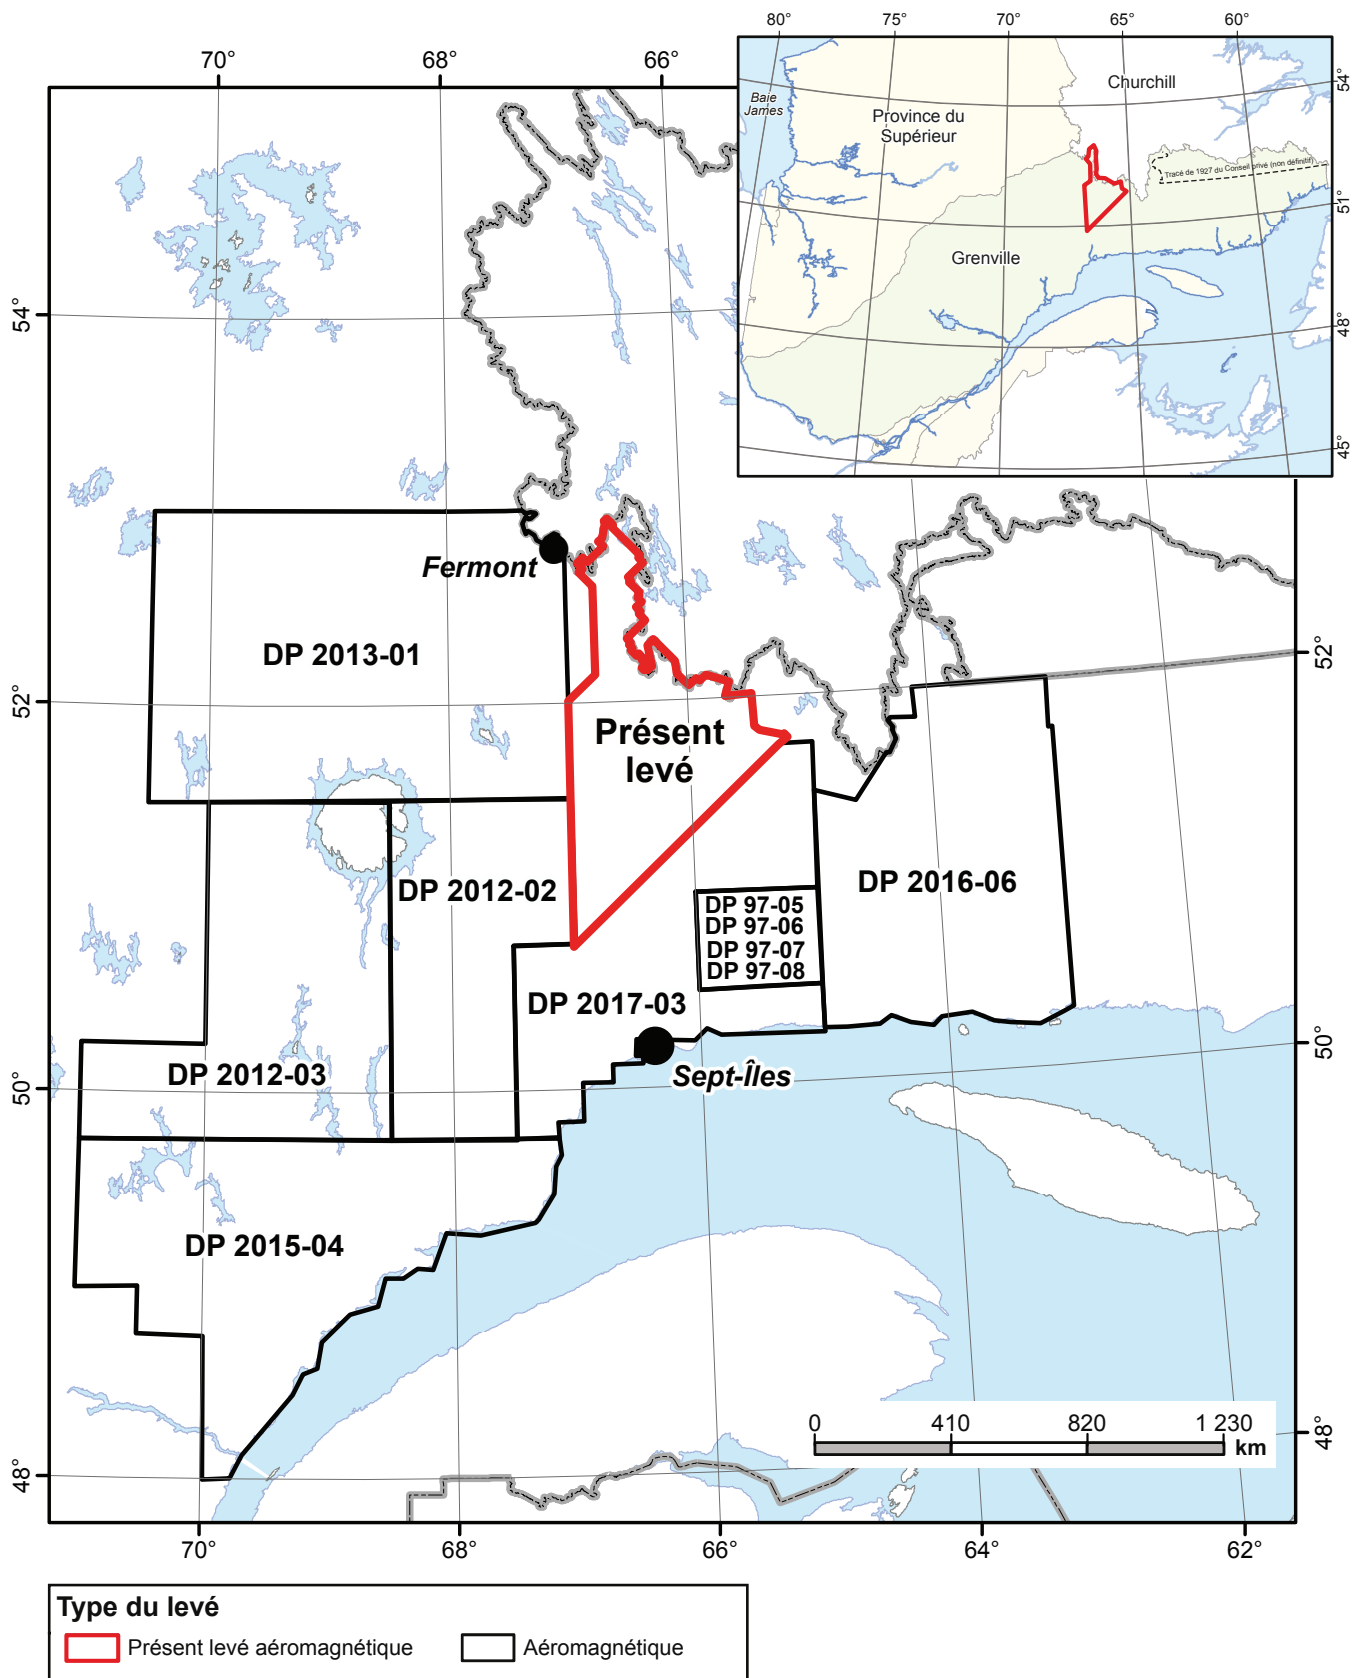 70°
68°
66°
80°
75°
70°
65°
60°
Baie
James
Province du
Supérieur
Churchill
Grenville
Tracé de 1927 du Conseil privé (non définitif)
54°
51°
48°
45°
54°
52°
50°
48°
52°
50°
48°
Fermont
DP 2013-01
Présent
levé
DP 2012-02
DP 2016-06
DP 97-05
DP 97-06
DP 97-07
DP 97-08
DP 2017-03
Sept-Îles
DP 2012-03
DP 2015-04
0 410 820 1 230
km
70°
68°
66°
64°
62°
Type du levé
Présent levé aéromagnétique
Aéromagnétique